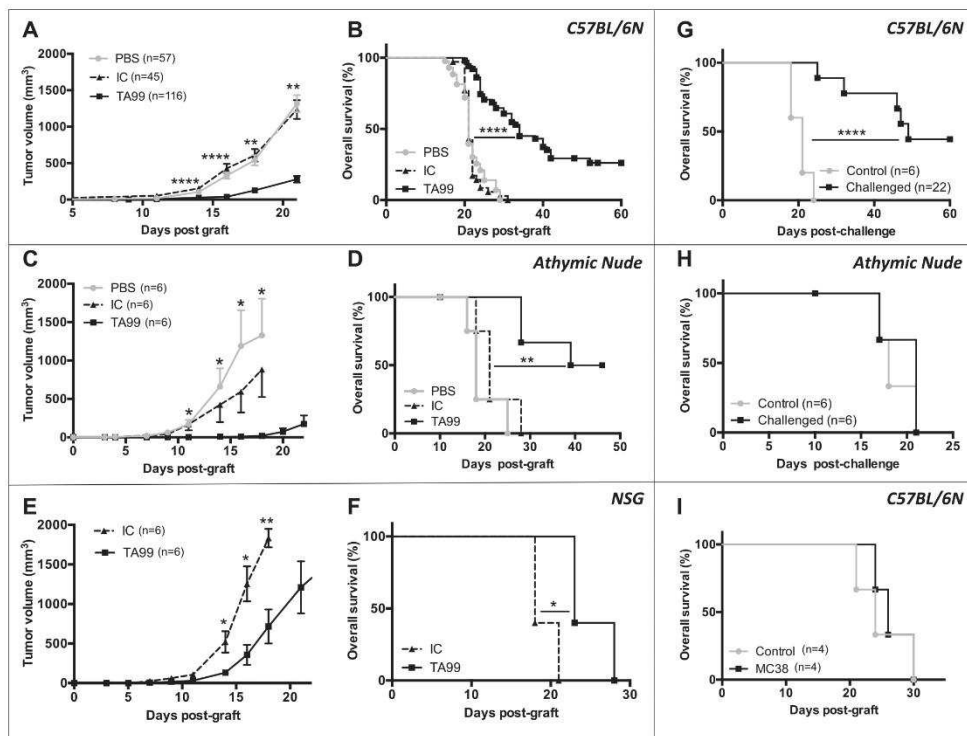 A
Tumor volume (mm³)
2000
1500
1000
500
0
PBS (n=57)
IC (n=45)
TA99 (n=116)
****
****
**
**
5
10
15
20
Days post graft
B
C57BL/6N
Overall survival (%)
100
50
0
****
PBS
IC
TA99
0
20
40
60
Days post-graft
G
C57BL/6N
Overall survival (%)
100
50
0
****
Control (n=6)
Challenged (n=22)
0
20
40
60
Days post-challenge
C
Tumor volume (mm³)
2000
1500
1000
500
0
PBS (n=6)
IC (n=6)
TA99 (n=6)
*
*
*
*
0
5
10
15
20
Days post-graft
D
Athymic Nude
Overall survival (%)
100
50
0
**
PBS
IC
TA99
0
10
20
30
40
50
Days post-graft
H
Athymic Nude
Overall survival (%)
100
50
0
Control (n=6)
Challenged (n=6)
0
5
10
15
20
25
Days post-challenge
E
Tumor volume (mm³)
2000
1500
1000
500
0
IC (n=6)
TA99 (n=6)
*
*
**
0
5
10
15
20
Days post-graft
F
NSG
Overall survival (%)
100
50
0
*
IC
TA99
0
10
20
30
Days post-graft
I
C57BL/6N
Overall survival (%)
100
50
0
Control (n=4)
MC38 (n=4)
0
10
20
30
Days post-graft